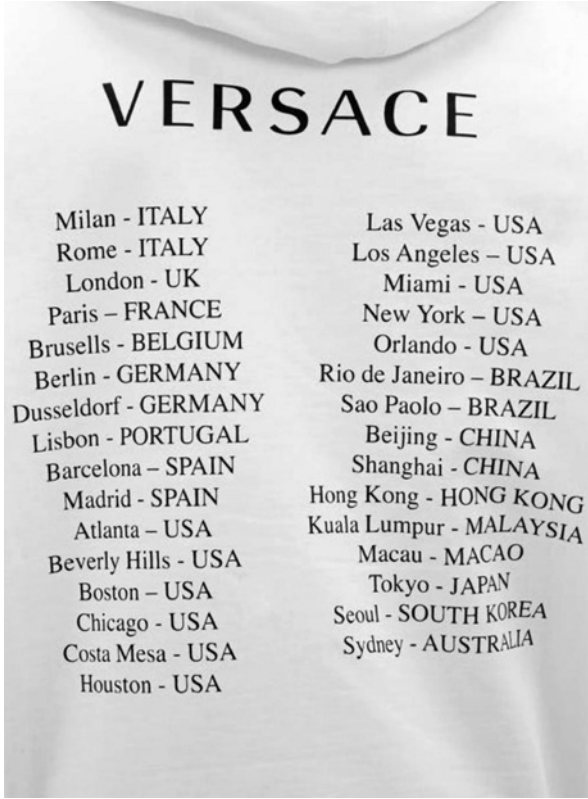 VERSACE
Milan - ITALY
Rome - ITALY
London - UK
Paris – FRANCE
Brusells - BELGIUM
Berlin - GERMANY
Dusseldorf - GERMANY
Lisbon - PORTUGAL
Barcelona – SPAIN
Madrid - SPAIN
Atlanta – USA
Beverly Hills - USA
Boston – USA
Chicago - USA
Costa Mesa - USA
Houston - USA
Las Vegas - USA
Los Angeles – USA
Miami - USA
New York – USA
Orlando - USA
Rio de Janeiro – BRAZIL
Sao Paolo – BRAZIL
Beijing - CHINA
Shanghai - CHINA
Hong Kong - HONG KONG
Kuala Lumpur - MALAYSIA
Macau - MACAO
Tokyo - JAPAN
Seoul - SOUTH KOREA
Sydney - AUSTRALIA